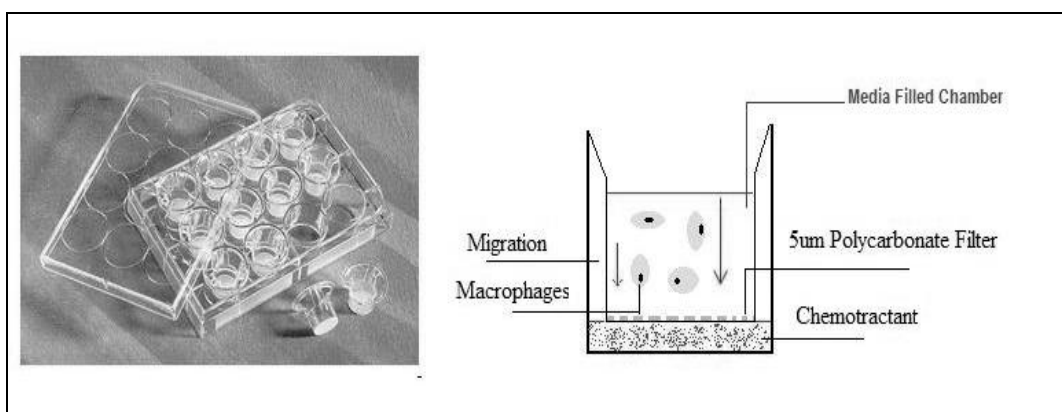 Media Filled Chamber
Migration
5um Polycarbonate Filter
Macrophages
Chemotractant